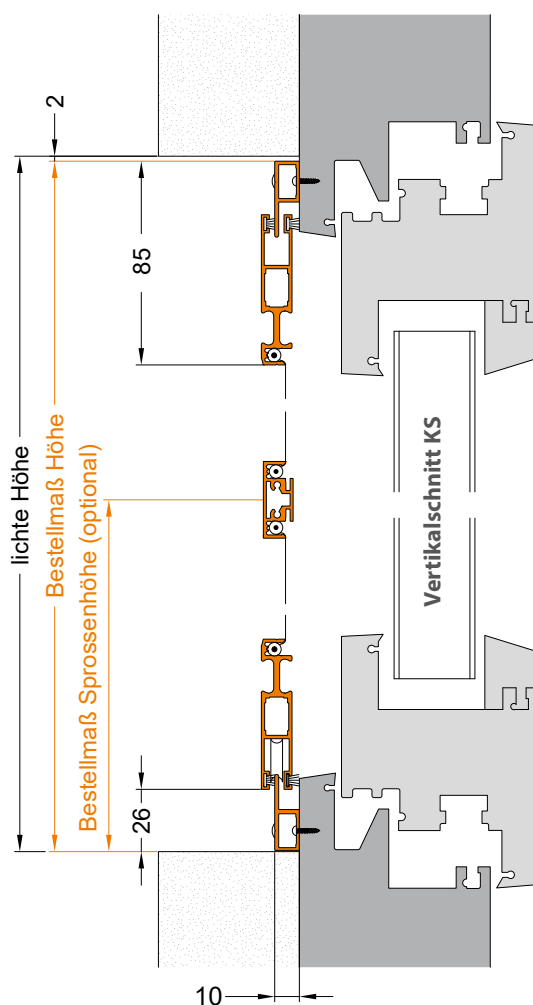 2
85
lichte Höhe
Bestellmaß Höhe
Bestellmaß Sprossenhöhe (optional)
Vertikalschnitt KS
26
10